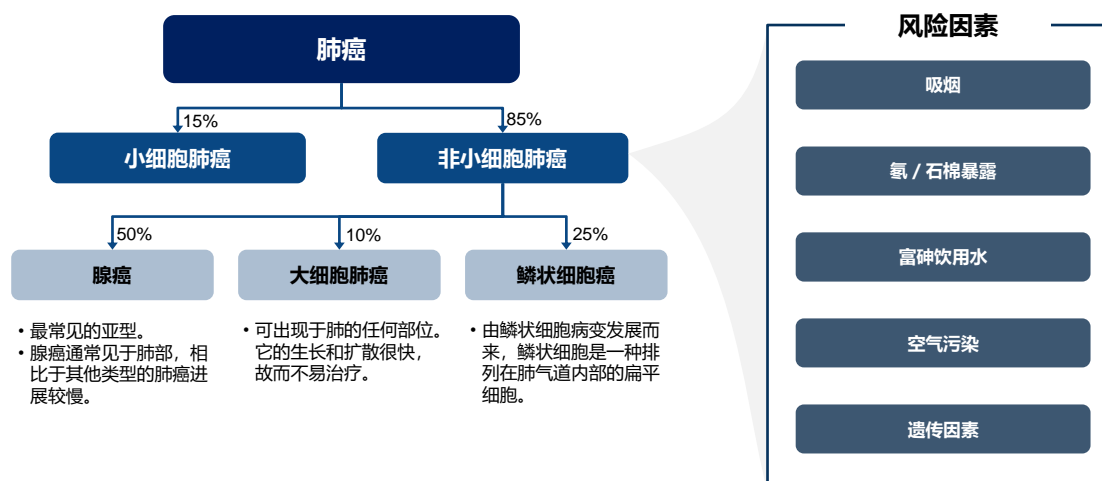 肺癌
15%
85%
小细胞肺癌
非小细胞肺癌
50%
10%
25%
腺癌
大细胞肺癌
鳞状细胞癌
• 最常见的亚型。
• 腺癌通常见于肺部，相
比于其他类型的肺癌进
展较慢。
• 可出现于肺的任何部位。
它的生长和扩散很快，
故而不易治疗。
• 由鳞状细胞病变发展而
来，鳞状细胞是一种排
列在肺气道内部的扁平
细胞。
风险因素
吸烟
氡 / 石棉暴露
富砷饮用水
空气污染
遗传因素